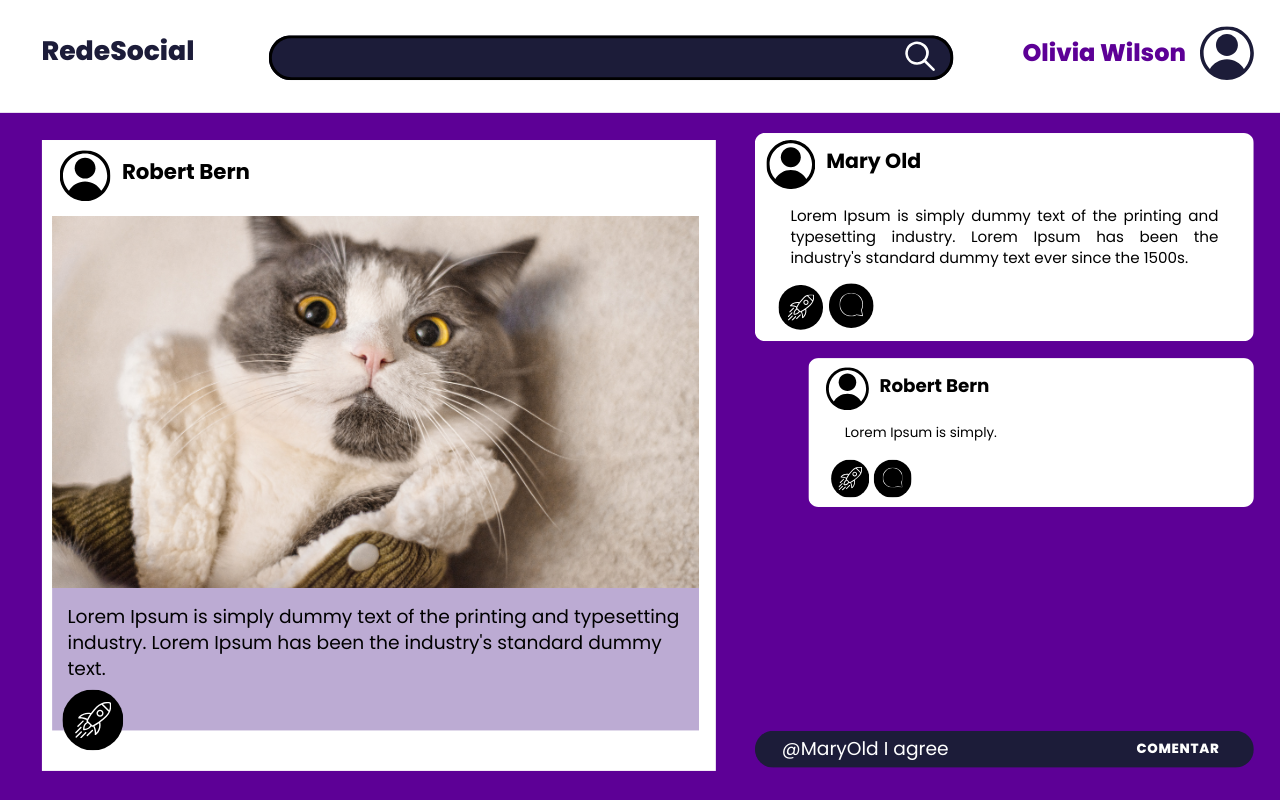 RedeSocial
Olivia Wilson
Robert Bern
Lorem Ipsum is simply dummy text of the printing and typesetting
industry. Lorem Ipsum has been the industry's standard dummy
text.
Mary Old
Lorem Ipsum is simply dummy text of the printing and
typesetting industry. Lorem Ipsum has been the
industry's standard dummy text ever since the 1500s.
Robert Bern
Lorem Ipsum is simply.
@MaryOld I agree
COMENTAR